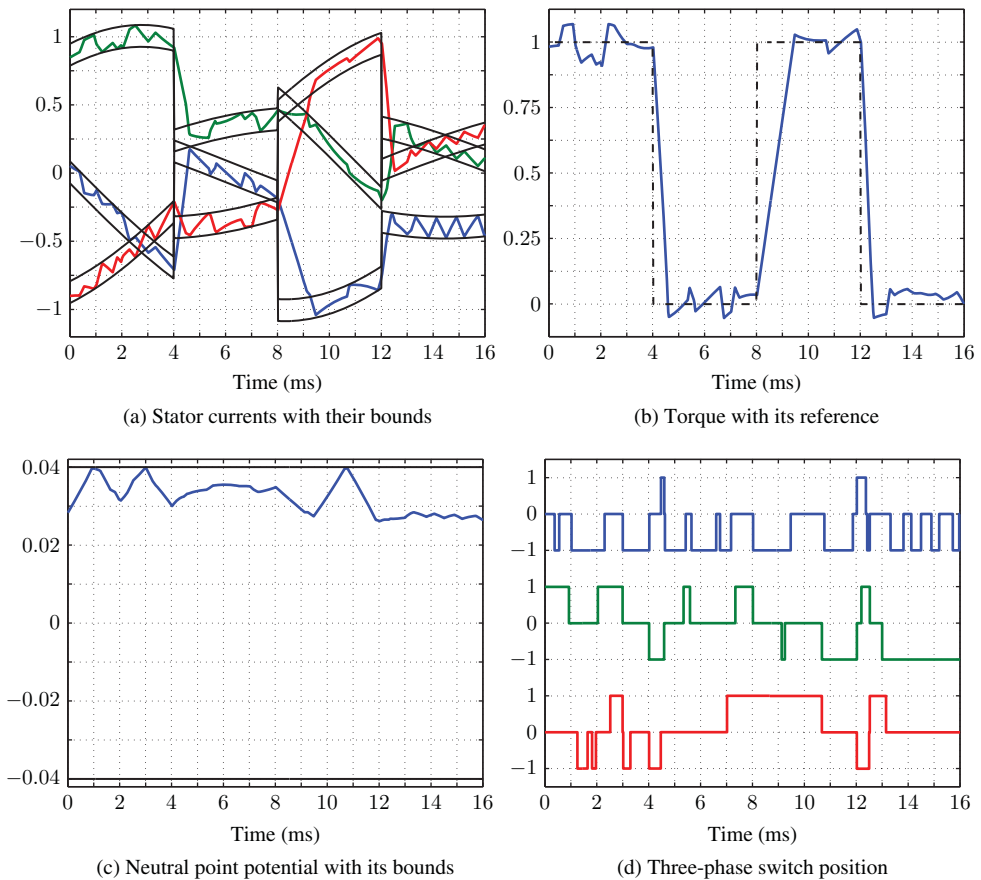 1
0.5
0
−0.5
−1
0 2 4 6 8 10 12 14 16
Time (ms)
(a) Stator currents with their bounds
1
0.75
0.5
0.25
0
0 2 4 6 8 10 12 14 16
Time (ms)
(b) Torque with its reference
0.04
0.02
0
−0.02
−0.04
0 2 4 6 8 10 12 14 16
Time (ms)
(c) Neutral point potential with its bounds
1
0
−1
1
0
−1
1
0
−1
0 2 4 6 8 10 12 14 16
Time (ms)
(d) Three-phase switch position